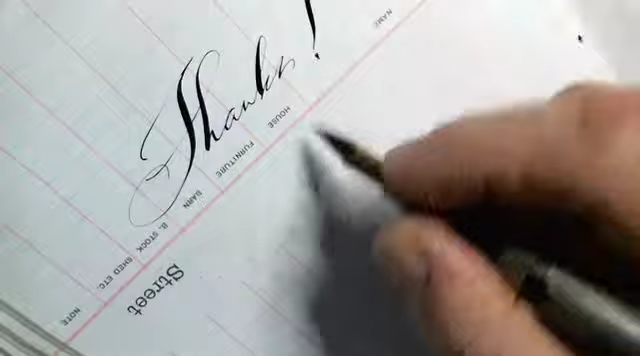 Thanks!
NAME
HOUSE
FURNITURE
BARN
B. STOCK
SHED ETC.
NOTE
Street